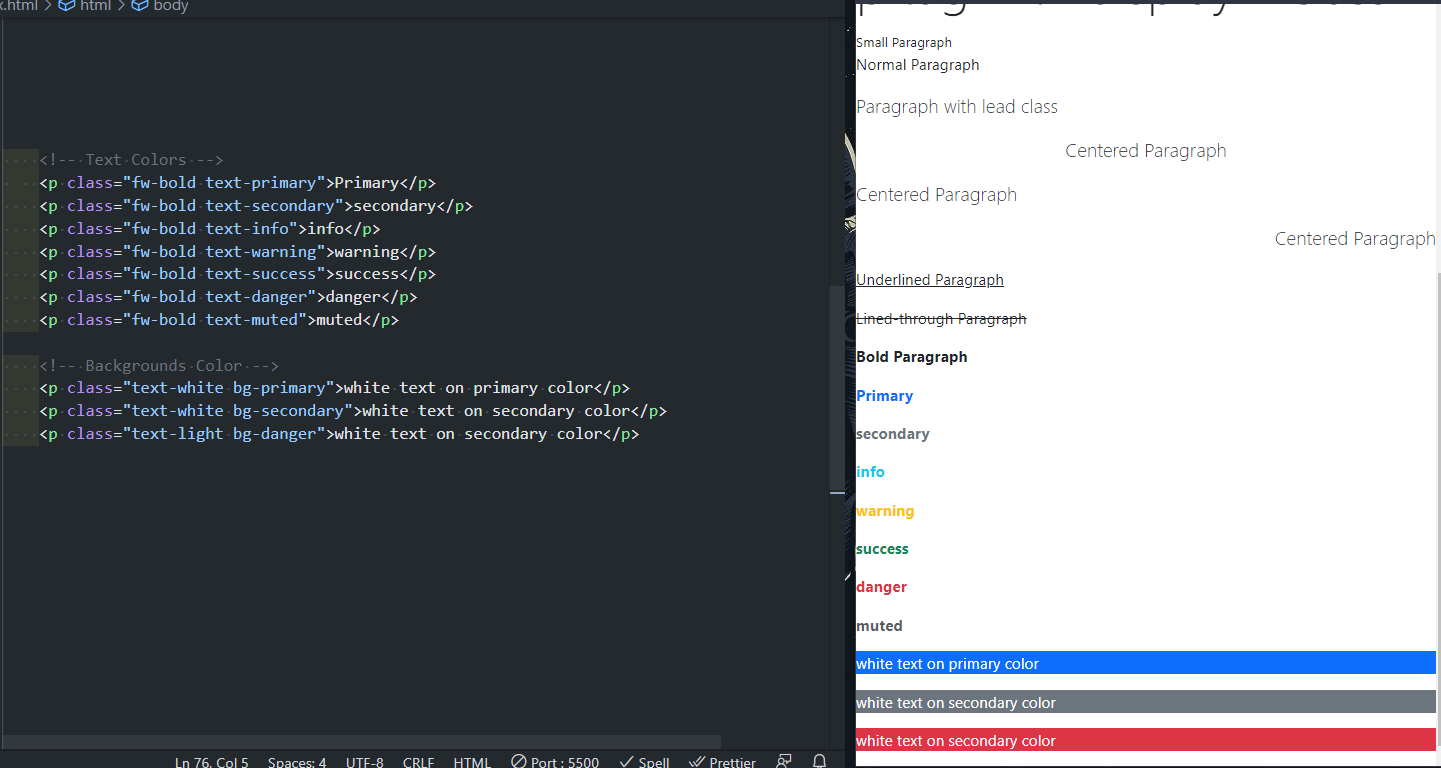 x.html > html > body
<!-- Text Colors -->
<p class="fw-bold text-primary">Primary</p>
<p class="fw-bold text-secondary">secondary</p>
<p class="fw-bold text-info">info</p>
<p class="fw-bold text-warning">warning</p>
<p class="fw-bold text-success">success</p>
<p class="fw-bold text-danger">danger</p>
<p class="fw-bold text-muted">muted</p>
<!-- Backgrounds Color -->
<p class="text-white bg-primary">white text on primary color</p>
<p class="text-white bg-secondary">white text on secondary color</p>
<p class="text-light bg-danger">white text on secondary color</p>
Ln 76, Col 5 Spaces: 4 UTF-8 CRLF HTML Port : 5500 Spell Prettier
Small Paragraph
Normal Paragraph
Paragraph with lead class
Centered Paragraph
Centered Paragraph
Centered Paragraph
Underlined Paragraph
Lined-through Paragraph
Bold Paragraph
Primary
secondary
info
warning
success
danger
muted
white text on primary color
white text on secondary color
white text on secondary color